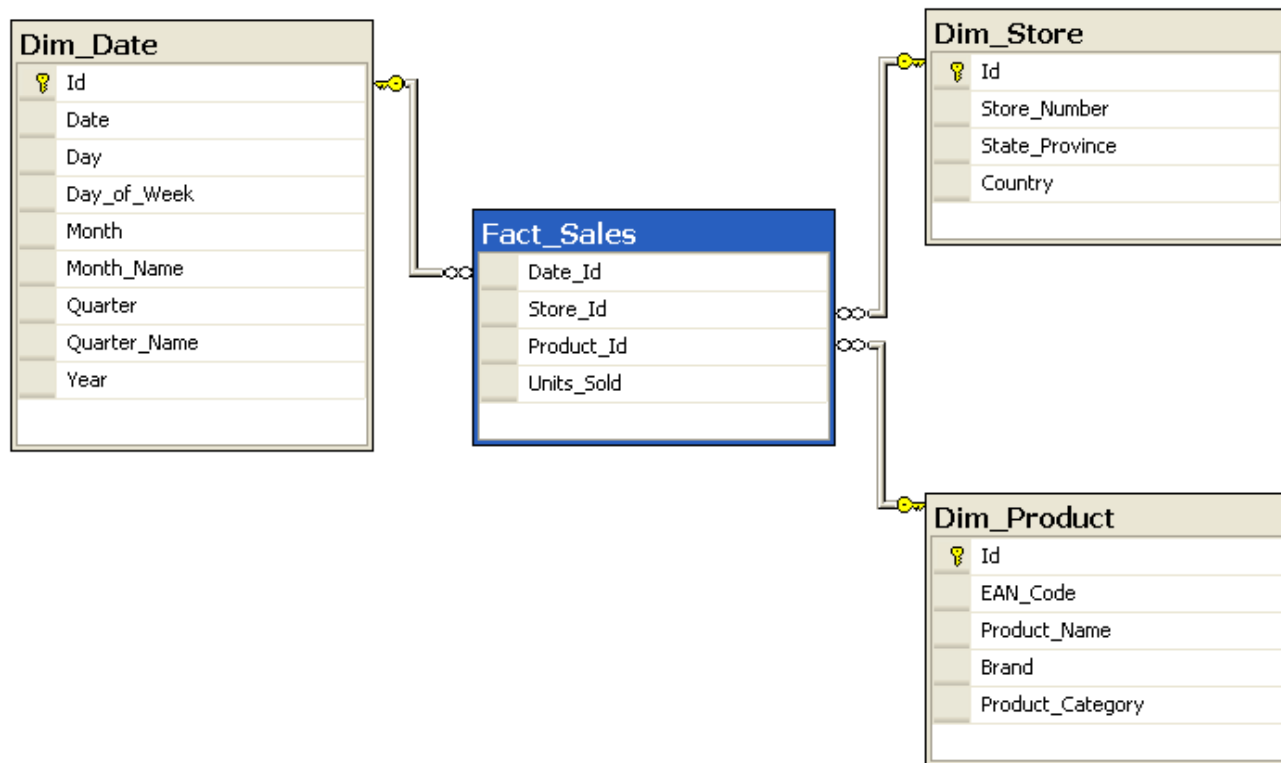 Dim_Date
Id
Date
Day
Day_of_Week
Month
Month_Name
Quarter
Quarter_Name
Year
Fact_Sales
Date_Id
Store_Id
Product_Id
Units_Sold
Dim_Store
Id
Store_Number
State_Province
Country
Dim_Product
Id
EAN_Code
Product_Name
Brand
Product_Category